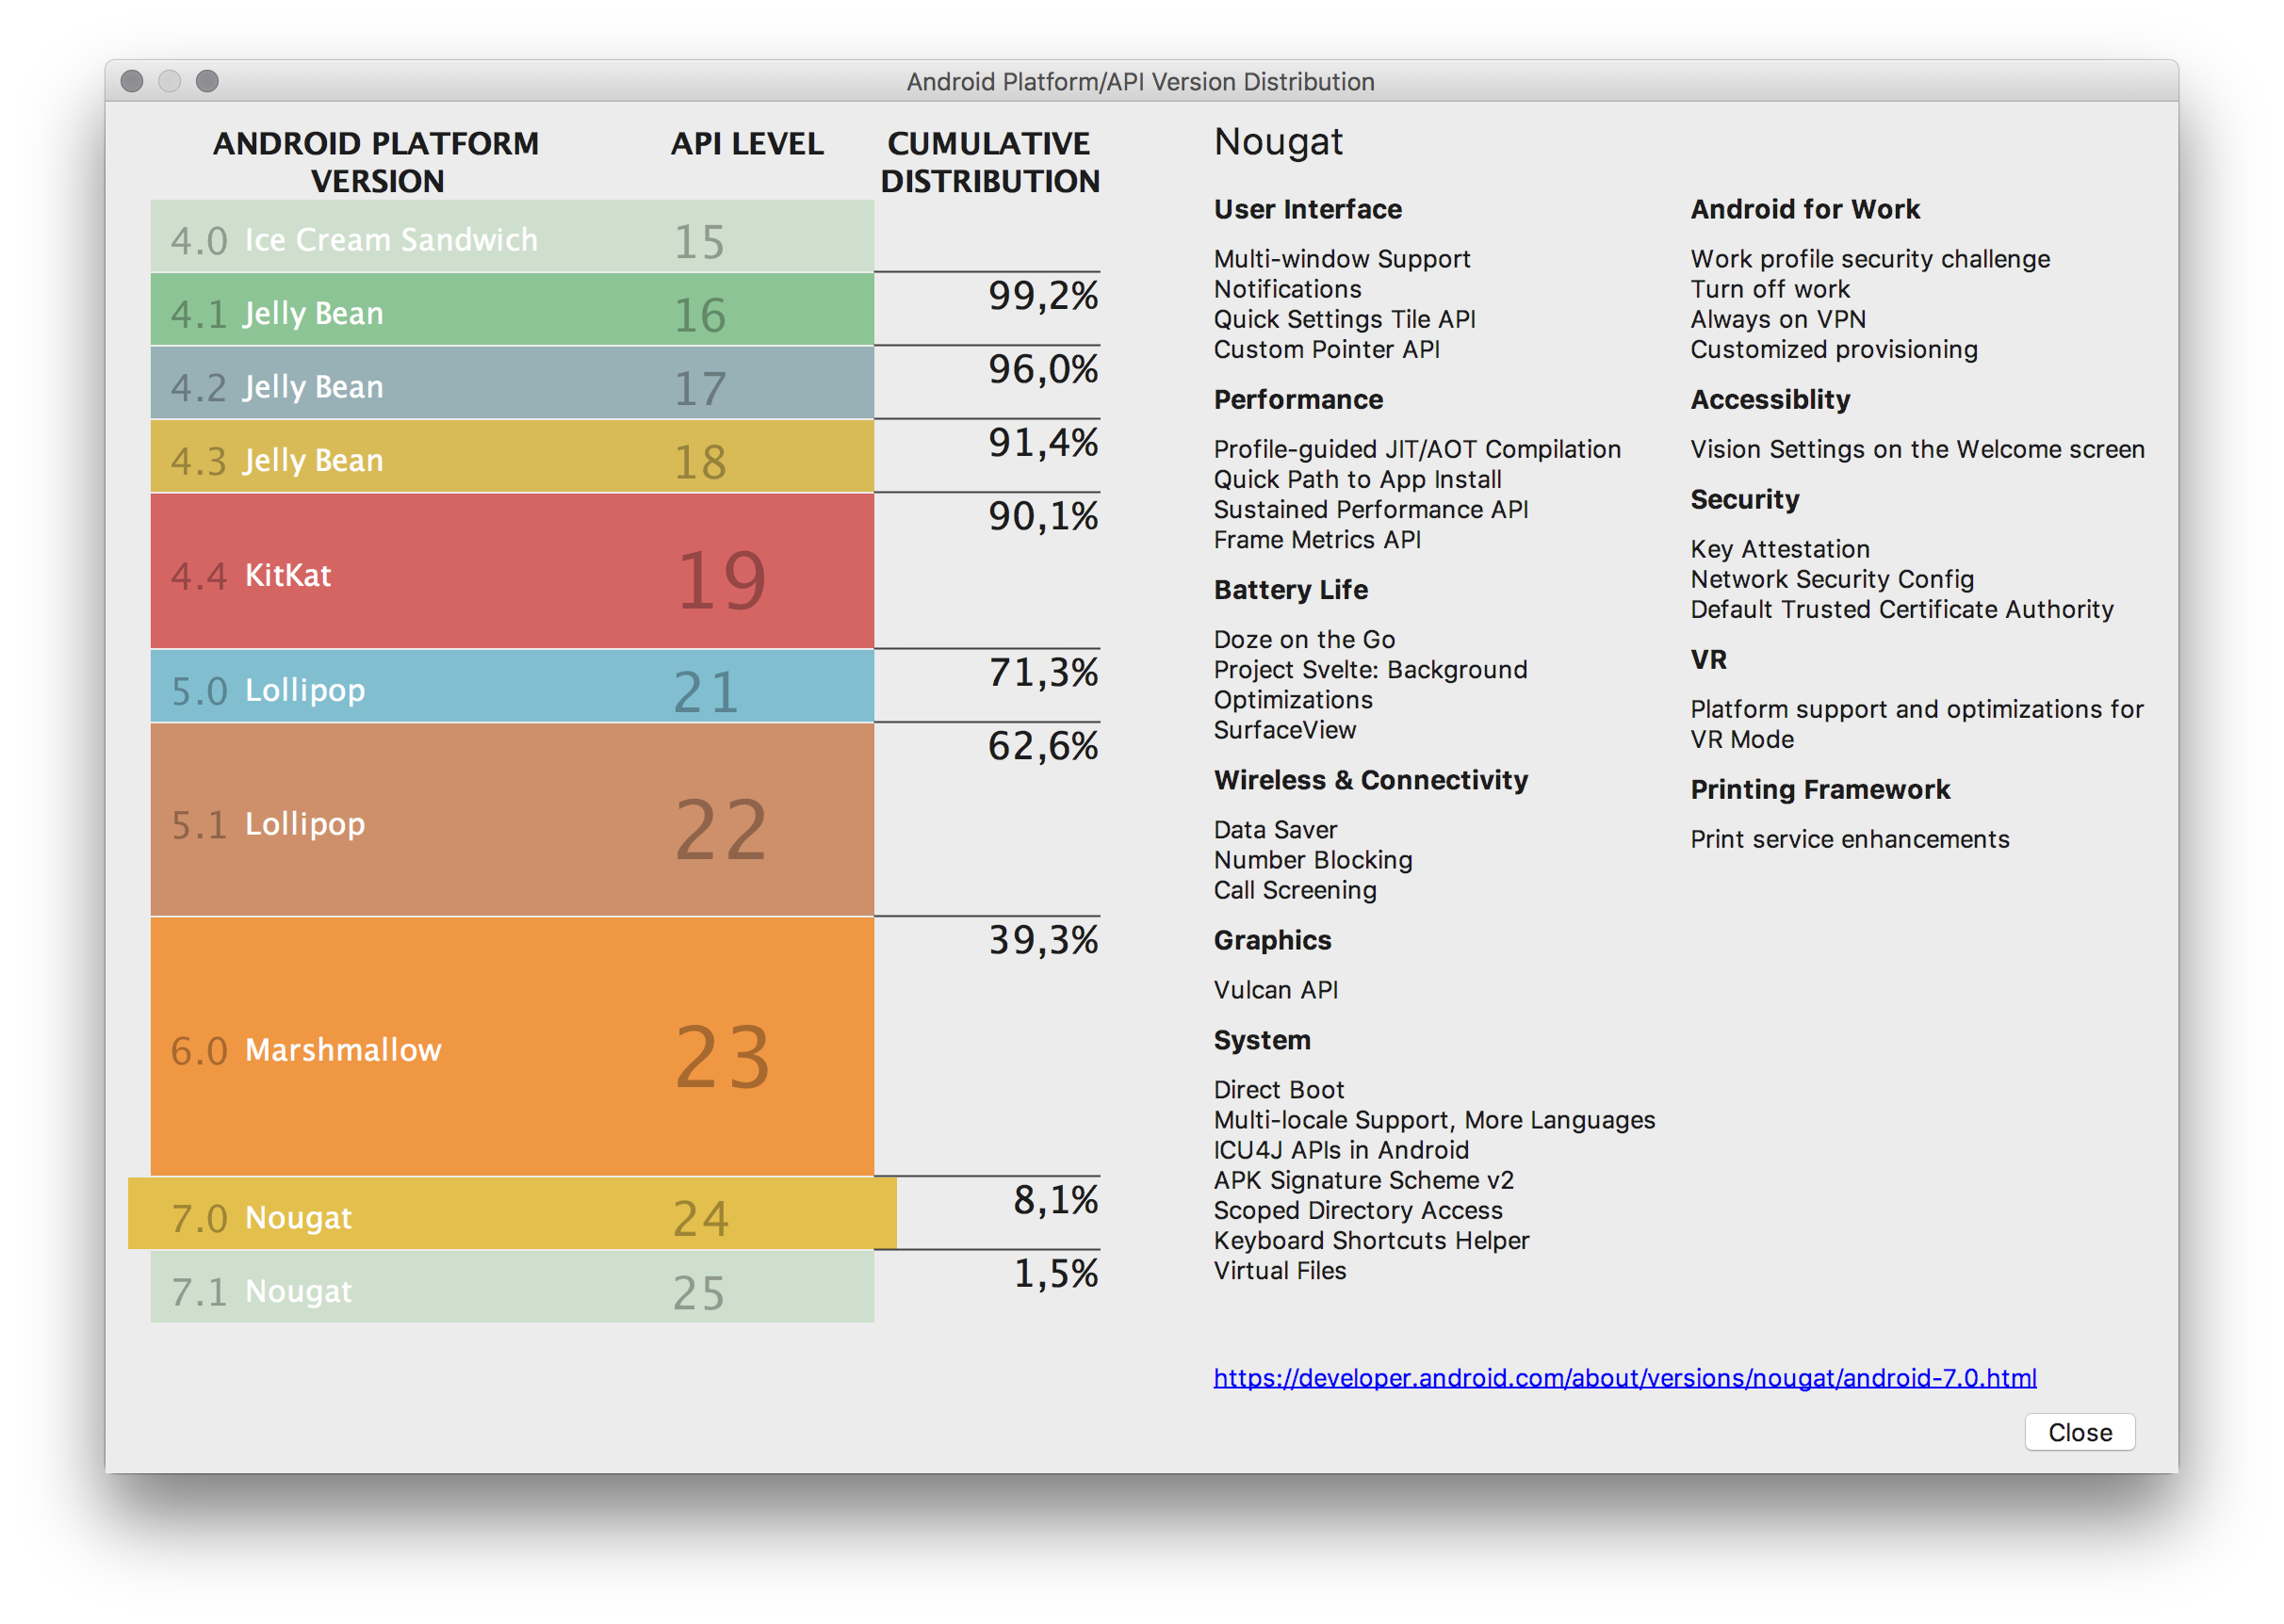 Android Platform/API Version Distribution
ANDROID PLATFORM
VERSION
API LEVEL
CUMULATIVE
DISTRIBUTION
4.0 Ice Cream Sandwich 15
99,2%
4.1 Jelly Bean 16
96,0%
4.2 Jelly Bean 17
91,4%
4.3 Jelly Bean 18
90,1%
4.4 KitKat 19
71,3%
5.0 Lollipop 21
62,6%
5.1 Lollipop 22
39,3%
6.0 Marshmallow 23
8,1%
7.0 Nougat 24
1,5%
7.1 Nougat 25
Nougat
User Interface
Multi-window Support
Notifications
Quick Settings Tile API
Custom Pointer API
Performance
Profile-guided JIT/AOT Compilation
Quick Path to App Install
Sustained Performance API
Frame Metrics API
Battery Life
Doze on the Go
Project Svelte: Background
Optimizations
SurfaceView
Wireless & Connectivity
Data Saver
Number Blocking
Call Screening
Graphics
Vulcan API
System
Direct Boot
Multi-locale Support, More Languages
ICU4J APIs in Android
APK Signature Scheme v2
Scoped Directory Access
Keyboard Shortcuts Helper
Virtual Files
Android for Work
Work profile security challenge
Turn off work
Always on VPN
Customized provisioning
Accessiblity
Vision Settings on the Welcome screen
Security
Key Attestation
Network Security Config
Default Trusted Certificate Authority
VR
Platform support and optimizations for
VR Mode
Printing Framework
Print service enhancements
https://developer.android.com/about/versions/nougat/android-7.0.html
Close